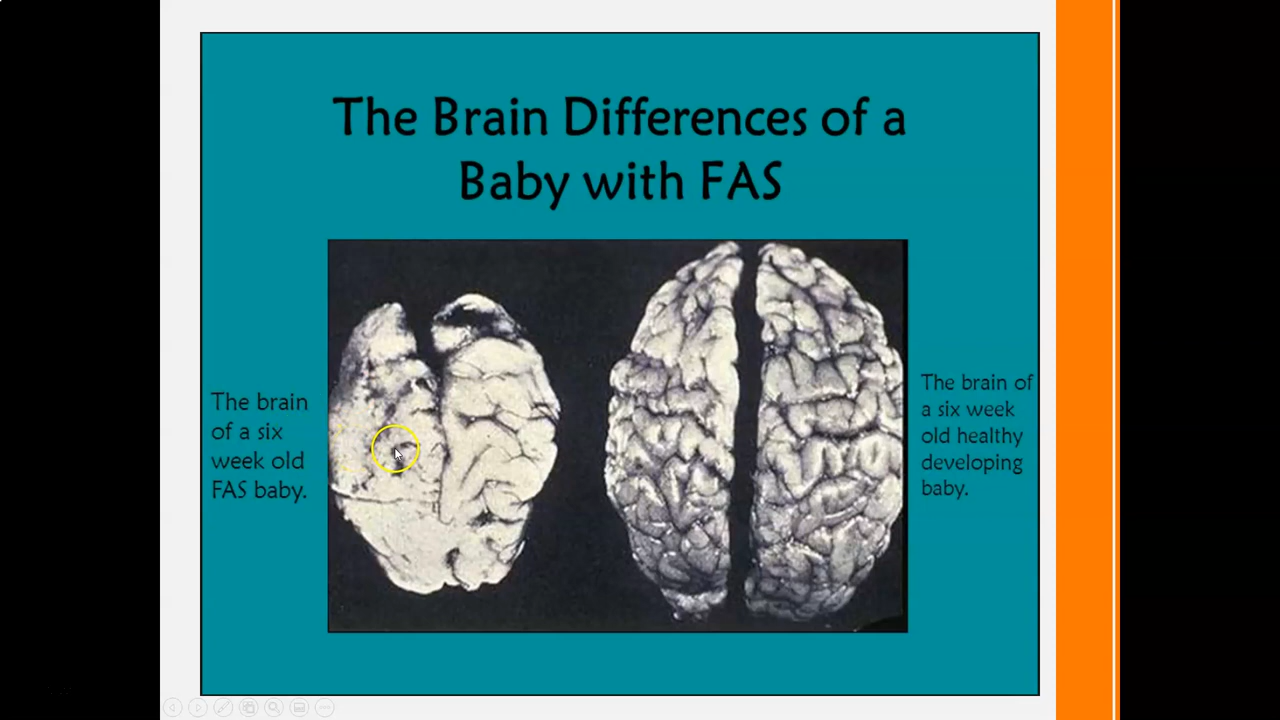 The Brain Differences of a
Baby with FAS
The brain
of a six
week old
FAS baby.
The brain of
a six week
old healthy
developing
baby.